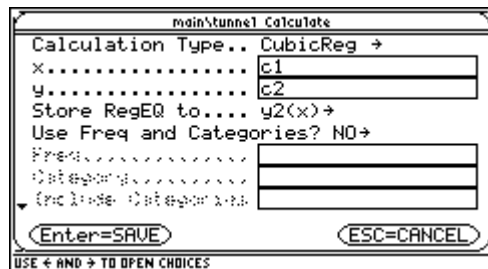 main\tunnel Calculate
Calculation Type.. CubicReg →
x................. c1
y................. c2
Store RegEQ to.... y2(x)→
Use Freq and Categories? NO→
Freq..............
Category..........
Include Categories
Enter=SAVE ESC=CANCEL
USE ← AND → TO OPEN CHOICES